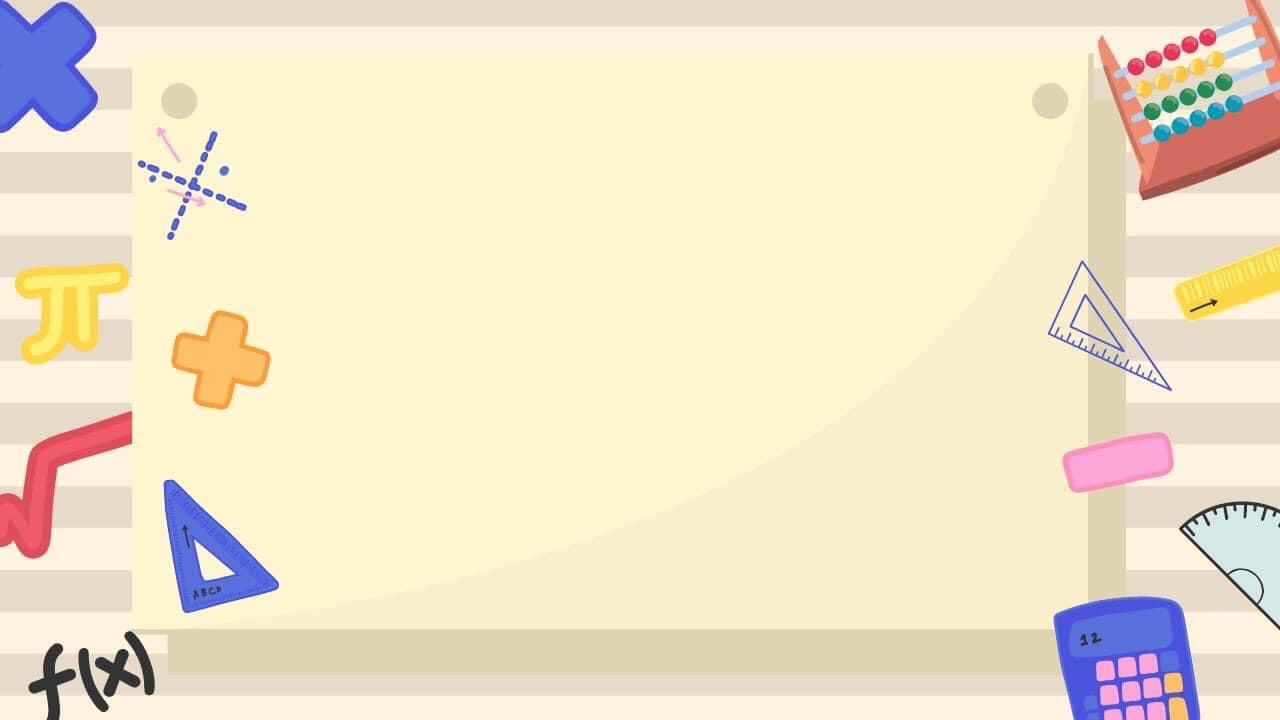 π
ABCD
f(x)
12